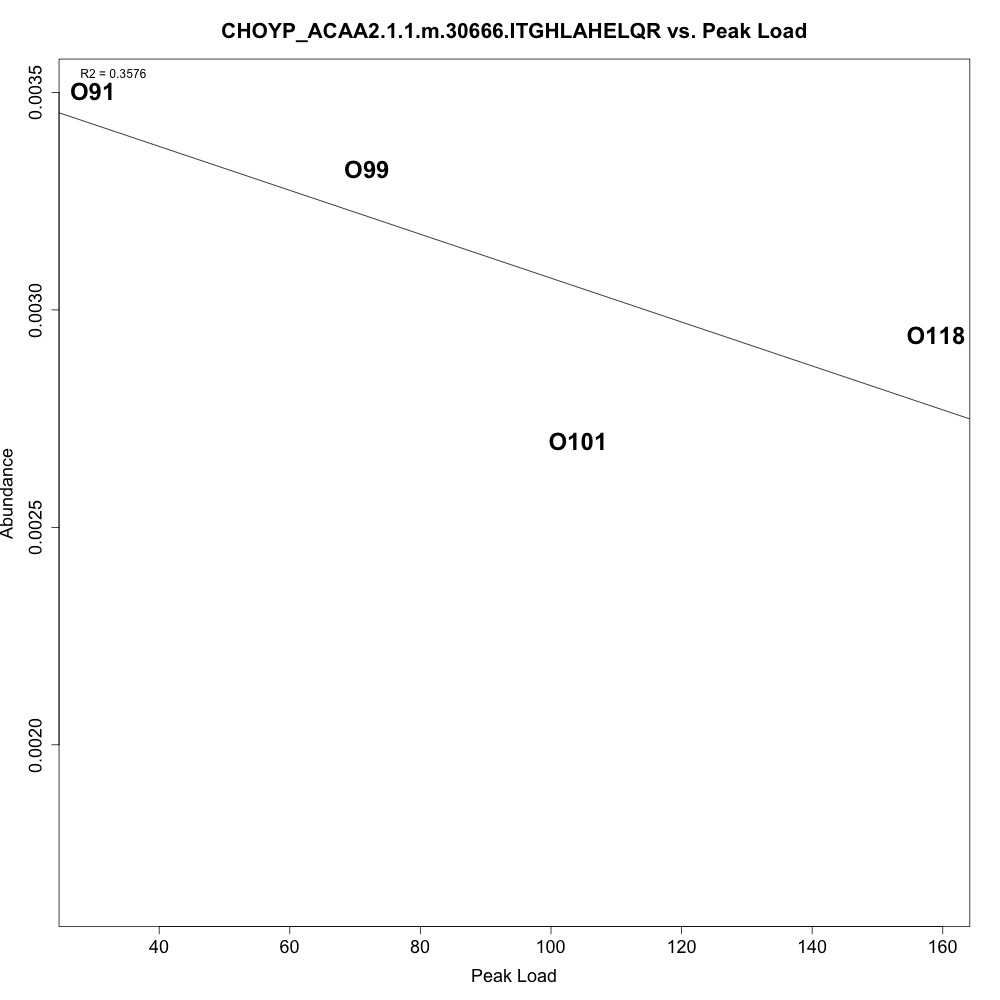 CHOYP_ACAA2.1.1.m.30666.ITGHLAHELQR vs. Peak Load
R2 = 0.3576
O91
O99
O118
O101
Abundance
0.0035
0.0030
0.0025
0.0020
40 60 80 100 120 140 160
Peak Load